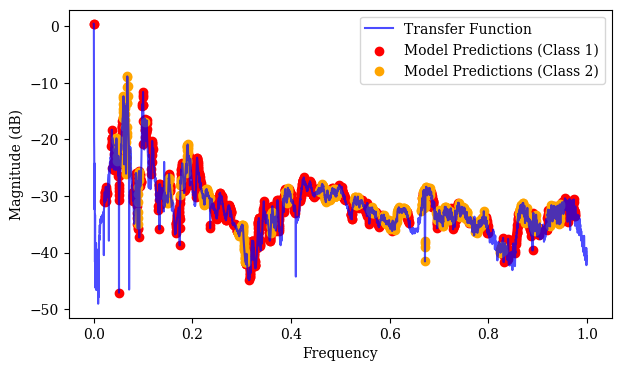 Transfer Function
Model Predictions (Class 1)
Model Predictions (Class 2)
Magnitude (dB)
0
−10
−20
−30
−40
−50
0.0 0.2 0.4 0.6 0.8 1.0
Frequency